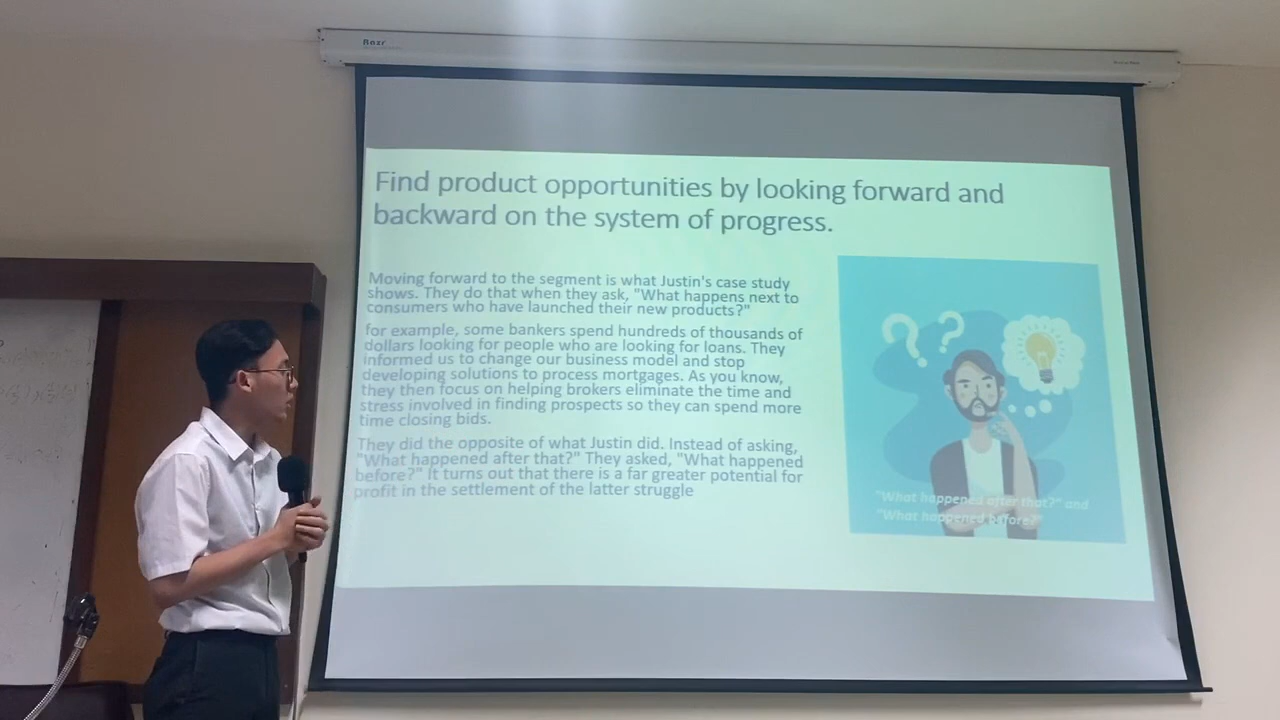 Find product opportunities by looking forward and
backward on the system of progress.
Moving forward to the segment is what Justin's case study
shows. They do that when they ask, "What happens next to
consumers who have launched their new products?"
for example, some bankers spend hundreds of thousands of
dollars looking for people who are looking for loans. They
informed us to change our business model and stop
developing solutions to process mortgages. As you know,
they then focus on helping brokers eliminate the time and
stress involved in finding prospects so they can spend more
time closing bids.
They did the opposite of what Justin did. Instead of asking,
"What happened after that?" They asked, "What happened
before?" It turns out that there is a far greater potential for
profit in the settlement of the latter struggle
"What happened after that?" and
"What happened before?"